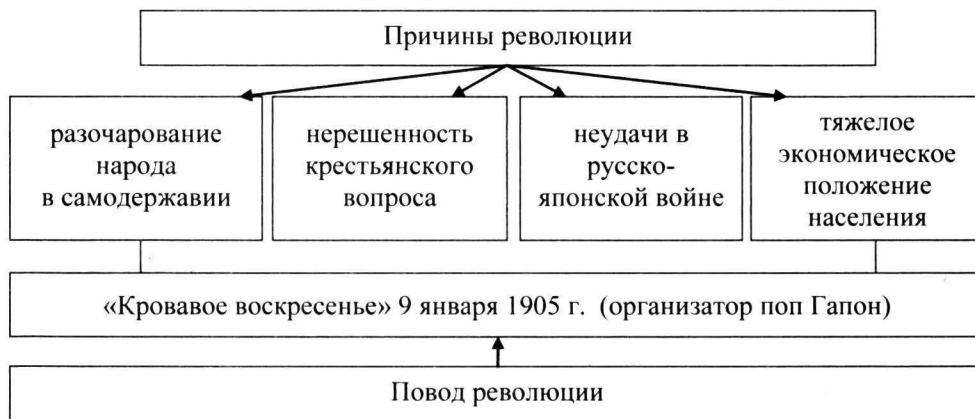 Причины революции
разочарование
народа
в самодержавии
нерешенность
крестьянского
вопроса
неудачи в
русско-
японской войне
тяжелое
экономическое
положение
населения
«Кровавое воскресенье» 9 января 1905 г. (организатор поп Гапон)
Повод революции